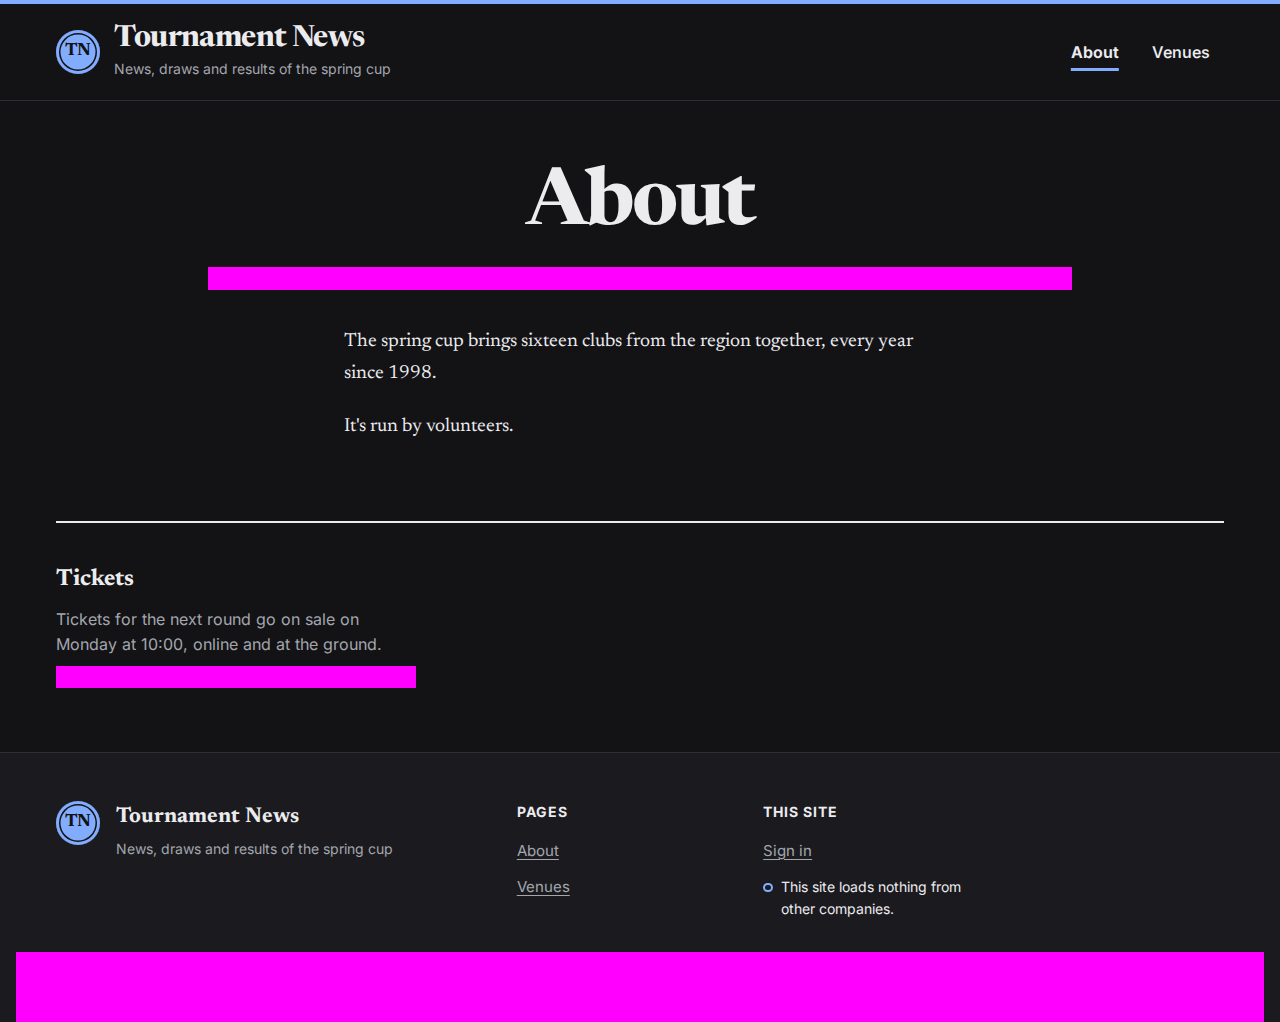 TN
Tournament News
News, draws and results of the spring cup
About
Venues
About
The spring cup brings sixteen clubs from the region together, every year
since 1998.
It's run by volunteers.
Tickets
Tickets for the next round go on sale on
Monday at 10:00, online and at the ground.
TN
Tournament News
News, draws and results of the spring cup
PAGES
About
Venues
THIS SITE
Sign in
This site loads nothing from
other companies.